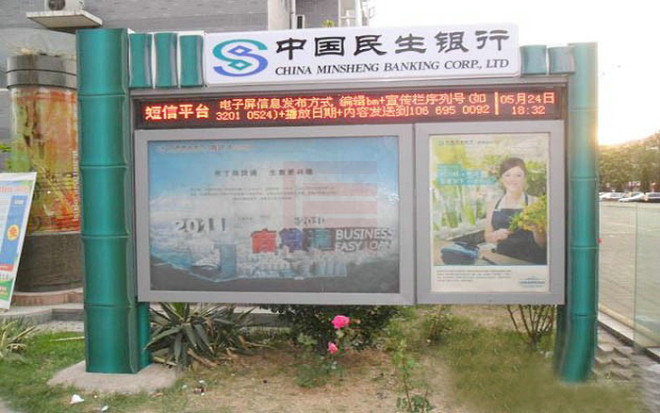 中国民生银行
CHINA MINSHENG BANKING CORP., LTD
短信平台
电子屏信息发布方式 编辑bm+宣传栏序列号(如
3201 0524)+播放日期+内容发送到106 695 0092
05月24日
18:32
2011
商贷通
BUSINESS
EASY LOAN